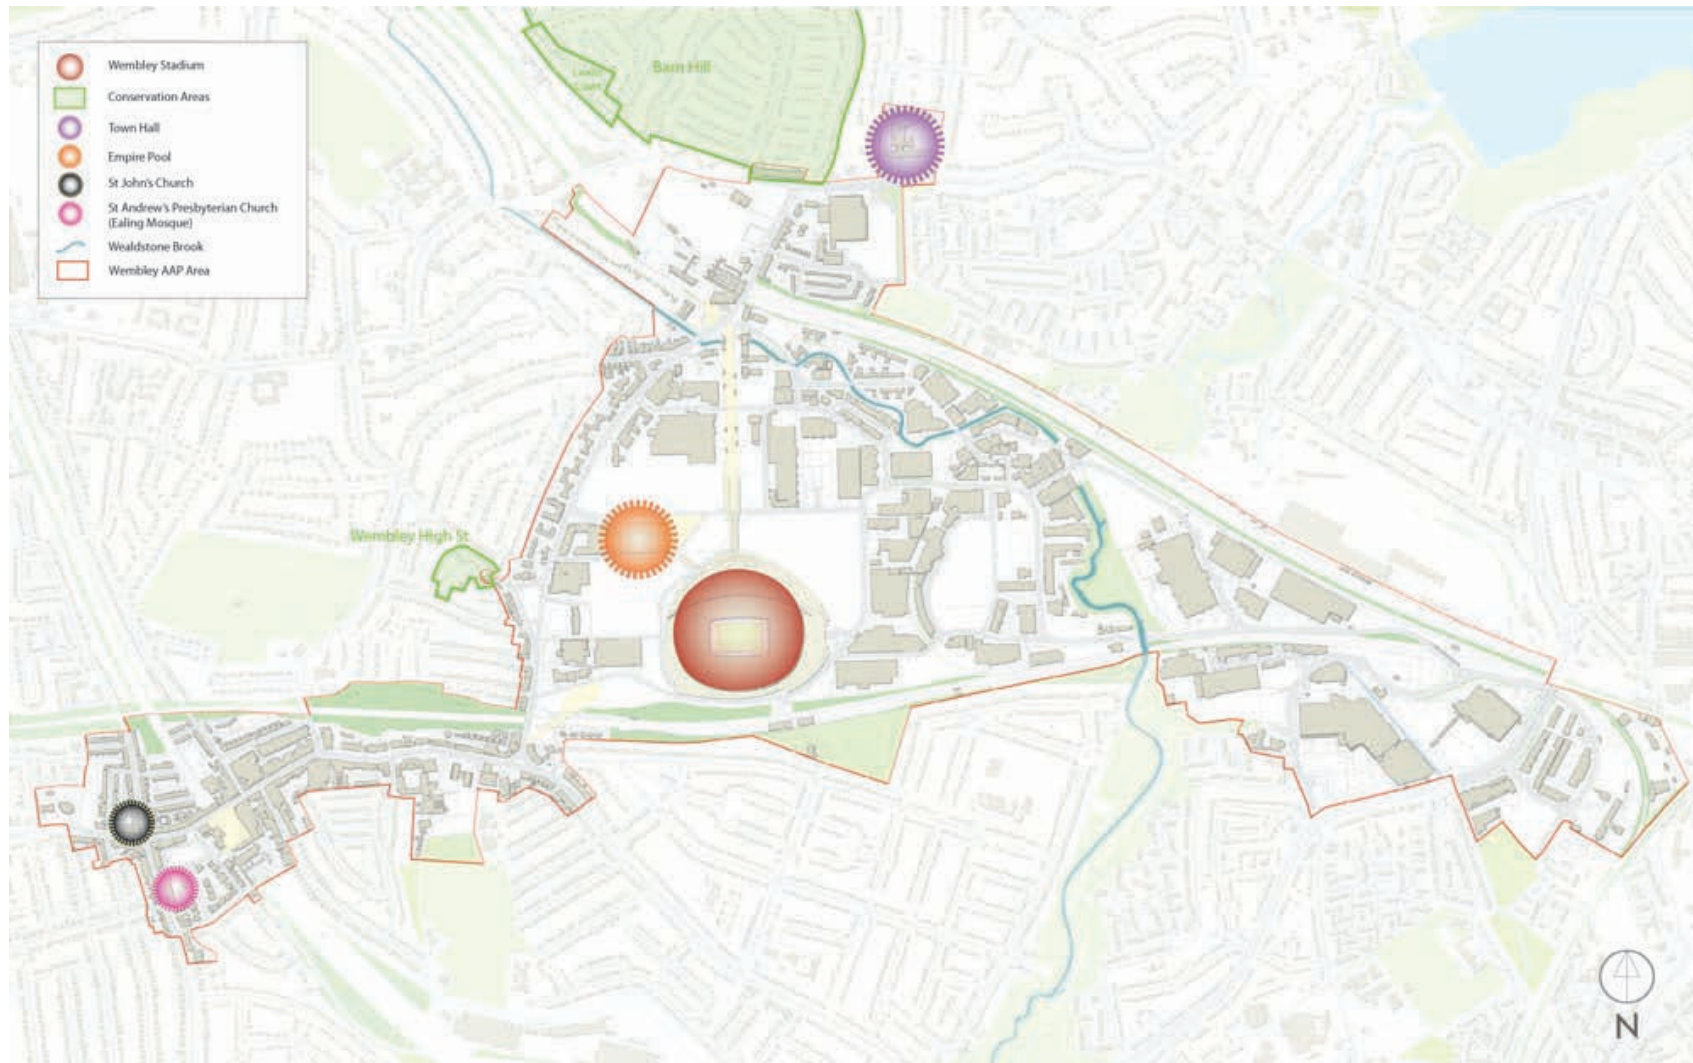 Wembley Stadium
Conservation Areas
Town Hall
Empire Pool
St John's Church
St Andrew's Presbyterian Church
(Ealing Mosque)
Wealdstone Brook
Wembley AAP Area
Barn Hill
Wembley High St
N